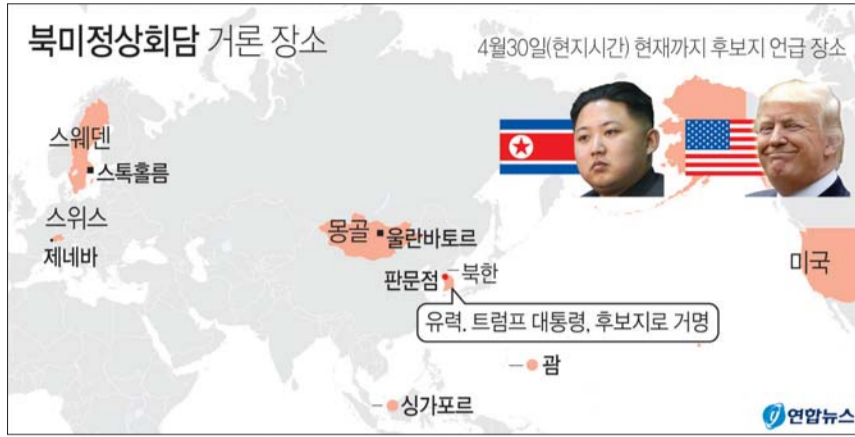 북미정상회담 거론 장소
4월30일(현지시간) 현재까지 후보지 언급 장소
스웨덴
스톡홀름
스위스
제네바
몽골
울란바토르
판문점
북한
미국
유력. 트럼프 대통령, 후보지로 거명
괌
싱가포르
연합뉴스